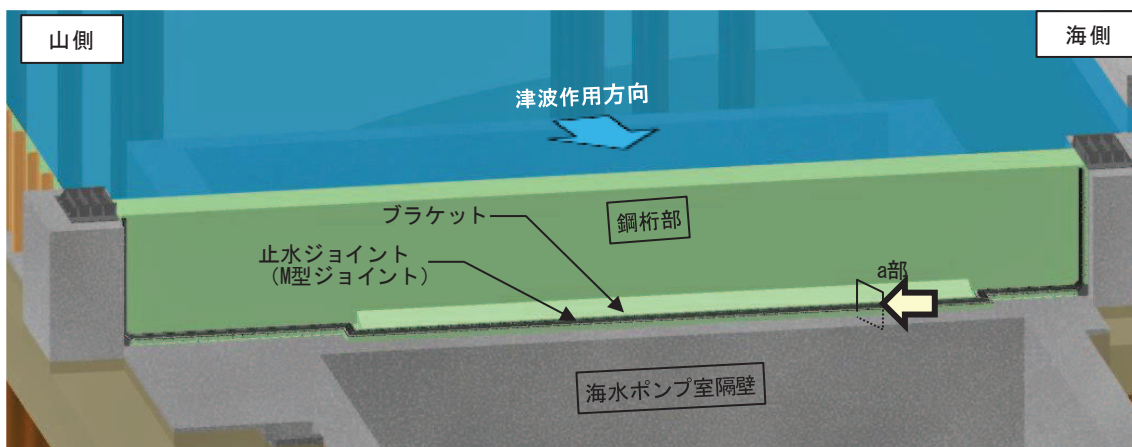 山側
海側
津波作用方向
ブラケット
鋼桁部
止水ジョイント
（M型ジョイント）
a部
海水ポンプ室隔壁